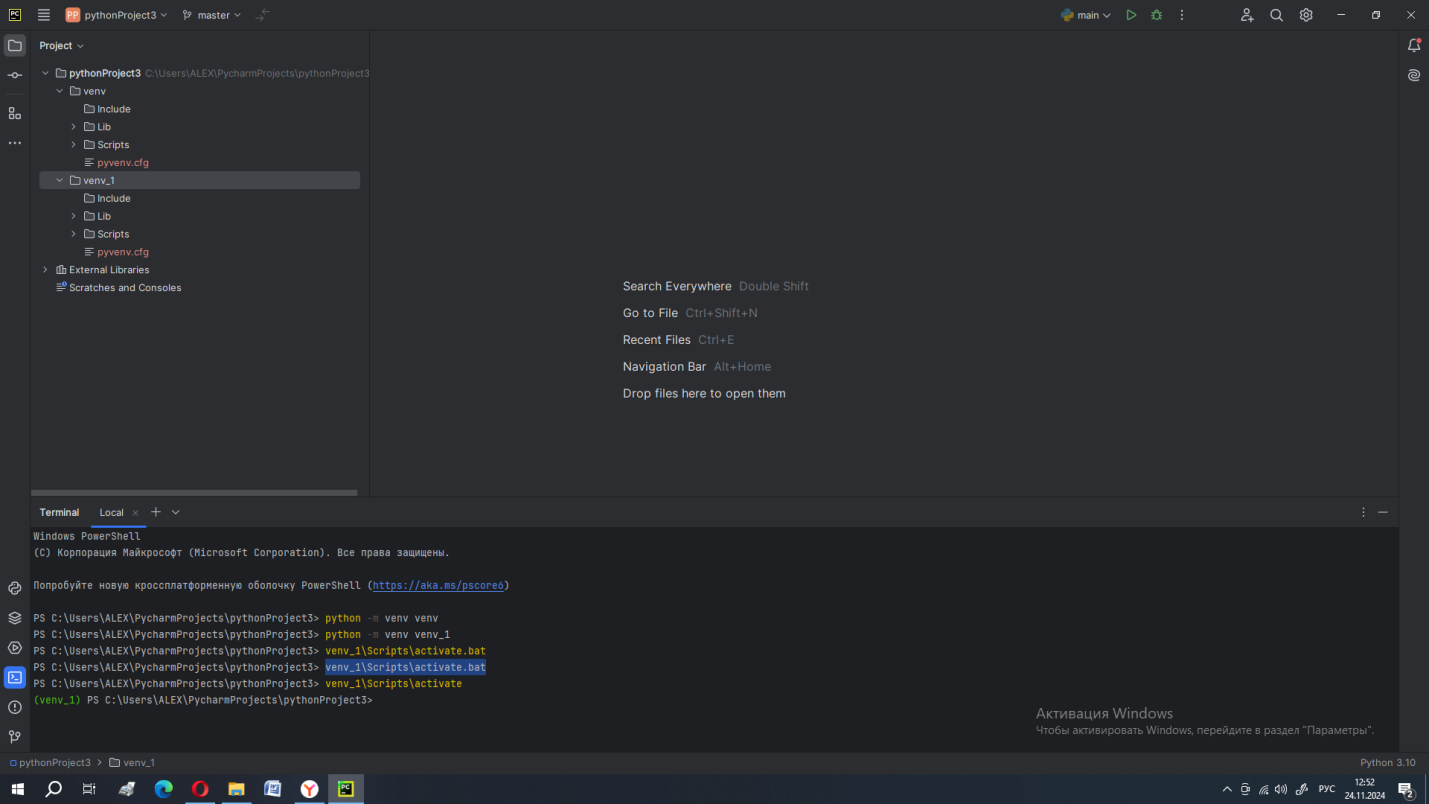 PC
PP pythonProject3
master
main
Project
pythonProject3 C:\Users\ALEX\PycharmProjects\pythonProject3
venv
Include
Lib
Scripts
pyvenv.cfg
venv_1
Include
Lib
Scripts
pyvenv.cfg
External Libraries
Scratches and Consoles
Search Everywhere Double Shift
Go to File Ctrl+Shift+N
Recent Files Ctrl+E
Navigation Bar Alt+Home
Drop files here to open them
Terminal Local
Windows PowerShell
(C) Корпорация Майкрософт (Microsoft Corporation). Все права защищены.
Попробуйте новую кроссплатформенную оболочку PowerShell (https://aka.ms/pscore6)
PS C:\Users\ALEX\PycharmProjects\pythonProject3> python -m venv venv
PS C:\Users\ALEX\PycharmProjects\pythonProject3> python -m venv venv_1
PS C:\Users\ALEX\PycharmProjects\pythonProject3> venv_1\Scripts\activate.bat
PS C:\Users\ALEX\PycharmProjects\pythonProject3> venv_1\Scripts\activate.bat
PS C:\Users\ALEX\PycharmProjects\pythonProject3> venv_1\Scripts\activate
(venv_1) PS C:\Users\ALEX\PycharmProjects\pythonProject3>
Активация Windows
Чтобы активировать Windows, перейдите в раздел "Параметры".
pythonProject3 > venv_1
Python 3.10
PC
РУС
12:52
24.11.2024
2